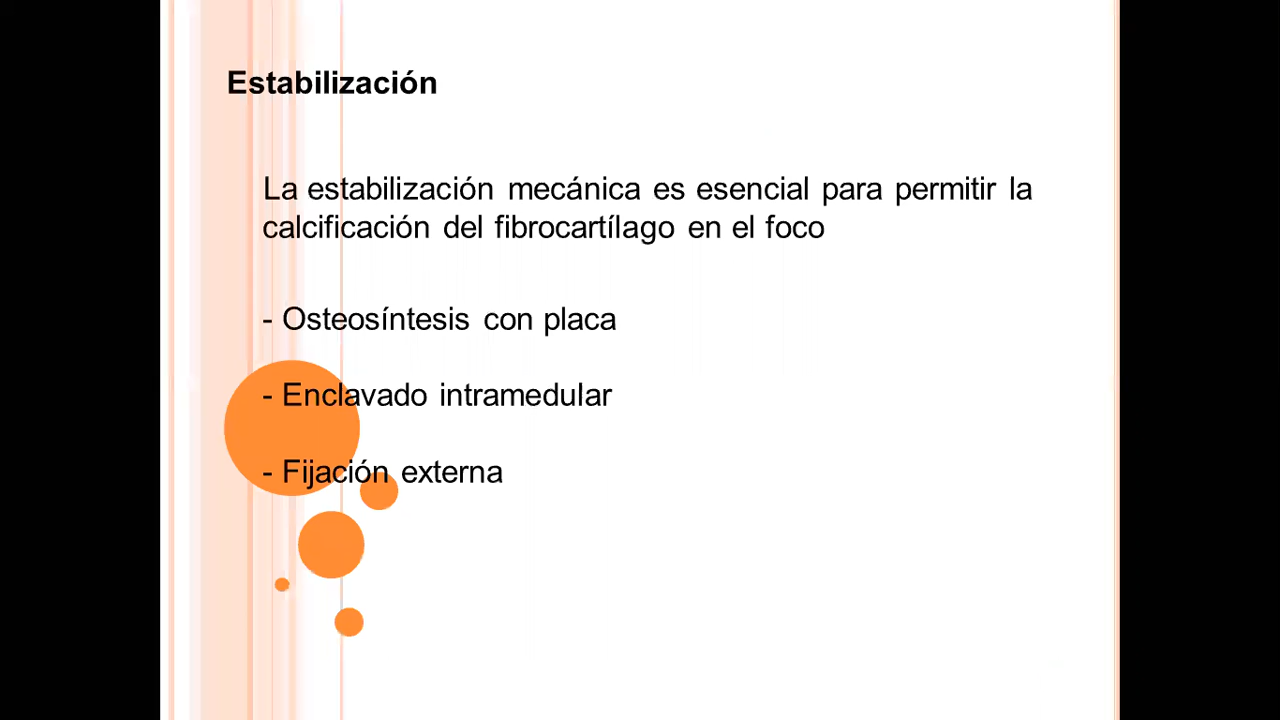 Estabilización
La estabilización mecánica es esencial para permitir la
calcificación del fibrocartílago en el foco
- Osteosíntesis con placa
- Enclavado intramedular
- Fijación externa